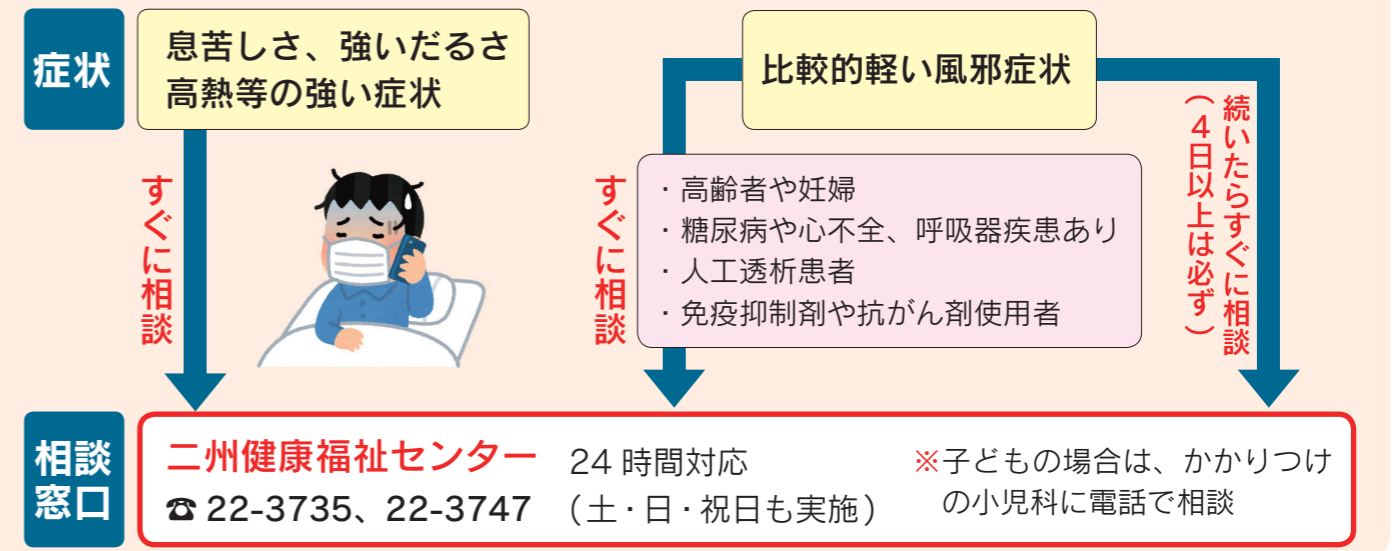 症状
息苦しさ、強いだるさ
高熱等の強い症状
すぐに相談
比較的軽い風邪症状
すぐに相談
・高齢者や妊婦
・糖尿病や心不全、呼吸器疾患あり
・人工透析患者
・免疫抑制剤や抗がん剤使用者
続いたらすぐに相談
(4日以上は必ず)
相談
窓口
二州健康福祉センター
☎ 22-3735、22-3747
24 時間対応
(土・日・祝日も実施)
※子どもの場合は、かかりつけ
の小児科に電話で相談